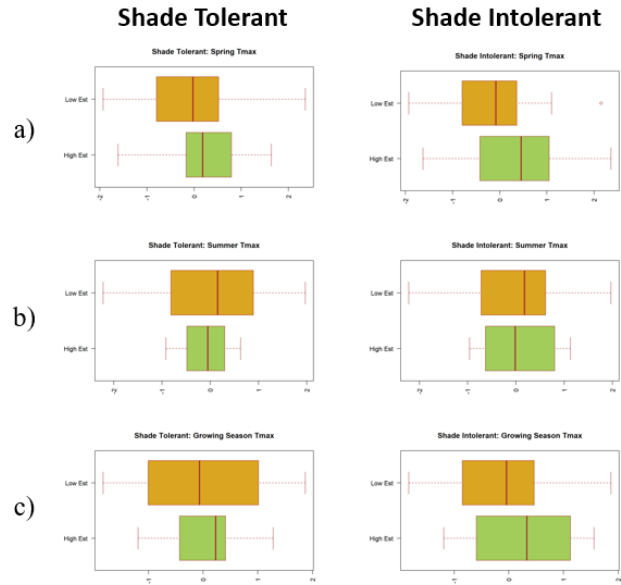 Shade Tolerant Shade Intolerant
Shade Tolerant: Spring Tmax Shade Intolerant: Spring Tmax
a)
Low Est Low Est
High Est High Est
-2 -1 0 1 2 -2 -1 0 1 2
Shade Tolerant: Summer Tmax Shade Intolerant: Summer Tmax
b)
Low Est Low Est
High Est High Est
-2 -1 0 1 2 -2 -1 0 1 2
Shade Tolerant: Growing Season Tmax Shade Intolerant: Growing Season Tmax
c)
Low Est Low Est
High Est High Est
-1 0 1 2 -1 0 1 2